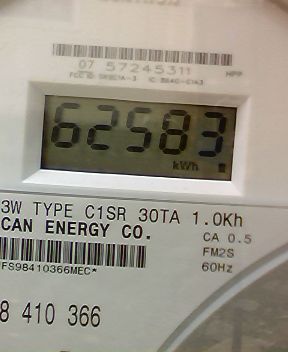 07 57245311
HPP
62583
kWh
3W TYPE C1SR 30TA 1.0Kh
CAN ENERGY CO.
CA 0.5
FM2S
60Hz
FS98410366MEC*
8 410 366